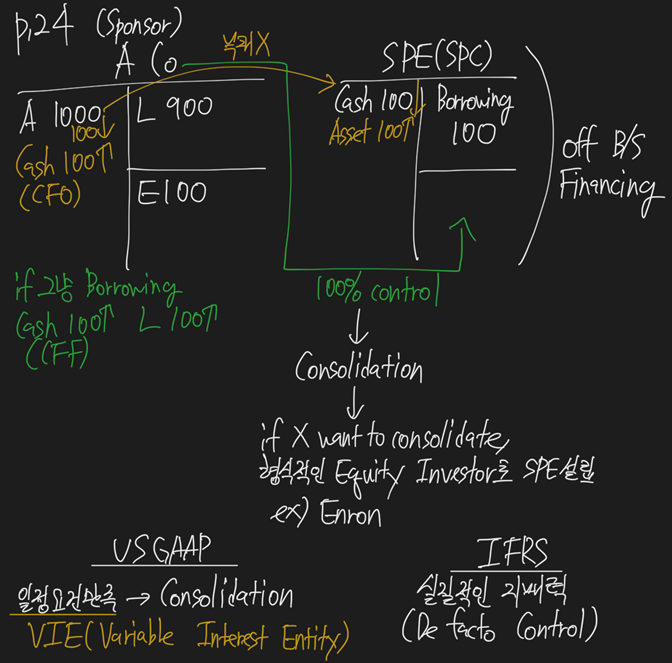 p.24 (Sponsor)
A Co
SPE(SPC)
A 1000
100↓
Cash 100↑
(CFO)
L 900
E 100
Cash 100↓
Asset 100↑
Borrowing
100
off B/S
Financing
if 그냥 Borrowing
Cash 100↑ L 100↑
(CFF)
100% control
Consolidation
if X want to consolidate,
형식적인 Equity Investor로 SPE설립
ex) Enron
US GAAP
일정요건만족 → Consolidation
VIE(Variable Interest Entity)
IFRS
실질적인 지배력
(De facto Control)